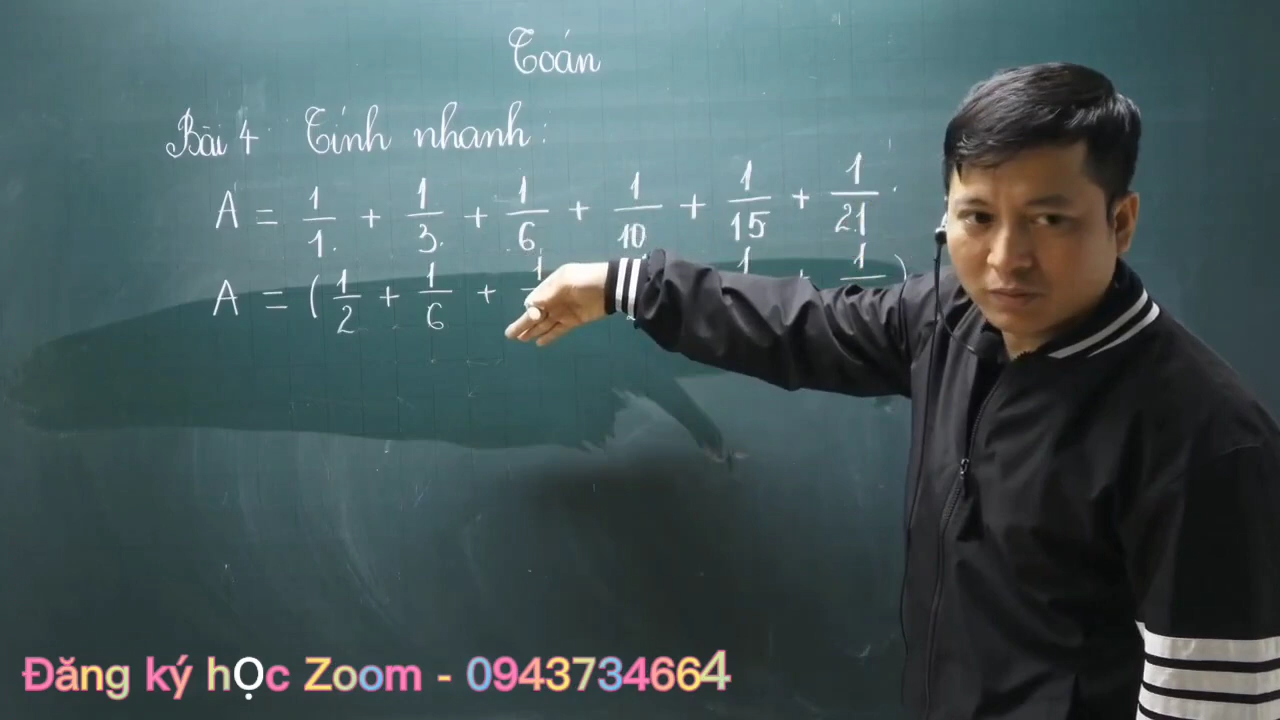 Toán
Bài 4 Tính nhanh:
A = 1/1 + 1/3 + 1/6 + 1/10 + 1/15 + 1/21
A = (1/2 + 1/6 +
Đăng ký học Zoom - 0943734664